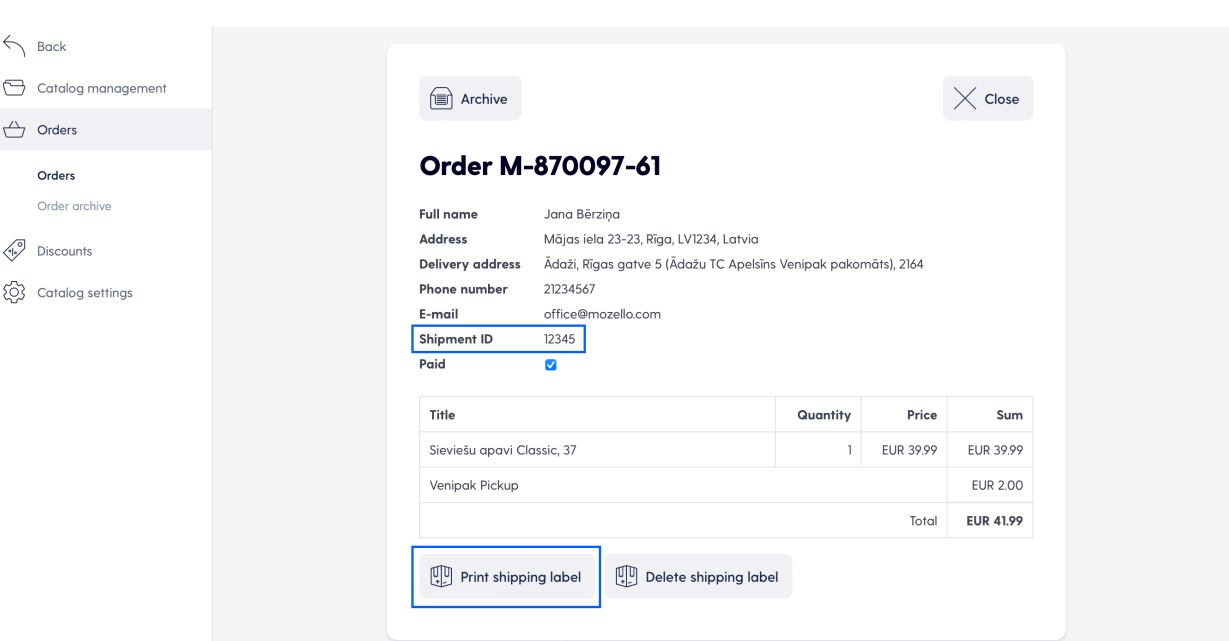 Back
Catalog management
Orders
Orders
Order archive
Discounts
Catalog settings
Archive
Close
Order M-870097-61
Full name Jana Bērziņa
Address Mājas iela 23-23, Rīga, LV1234, Latvia
Delivery address Ādaži, Rīgas gatve 5 (Ādažu TC Apelsīns Venipak pakomāts), 2164
Phone number 21234567
E-mail office@mozello.com
Shipment ID 12345
Paid
Title Quantity Price Sum
Sieviešu apavi Classic, 37 1 EUR 39.99 EUR 39.99
Venipak Pickup EUR 2.00
Total EUR 41.99
Print shipping label Delete shipping label